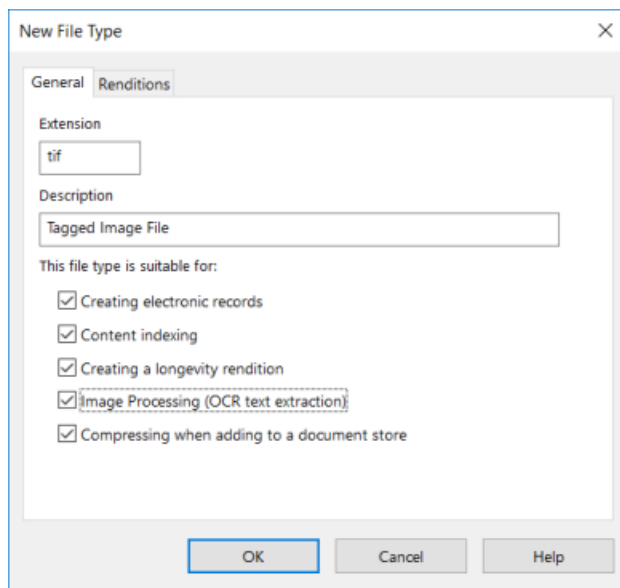 New File Type
General Renditions
Extension
tif
Description
Tagged Image File
This file type is suitable for:
Creating electronic records
Content indexing
Creating a longevity rendition
Image Processing (OCR text extraction)
Compressing when adding to a document store
OK Cancel Help